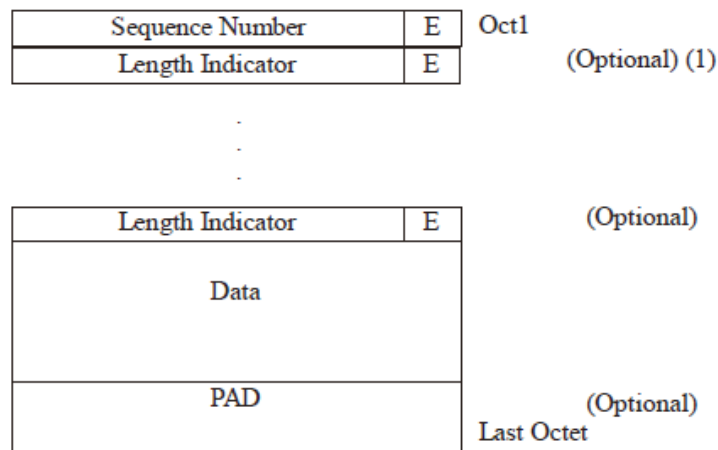 Sequence Number E Oct1
Length Indicator E (Optional) (1)
.
.
.
Length Indicator E (Optional)
Data
PAD (Optional)
Last Octet